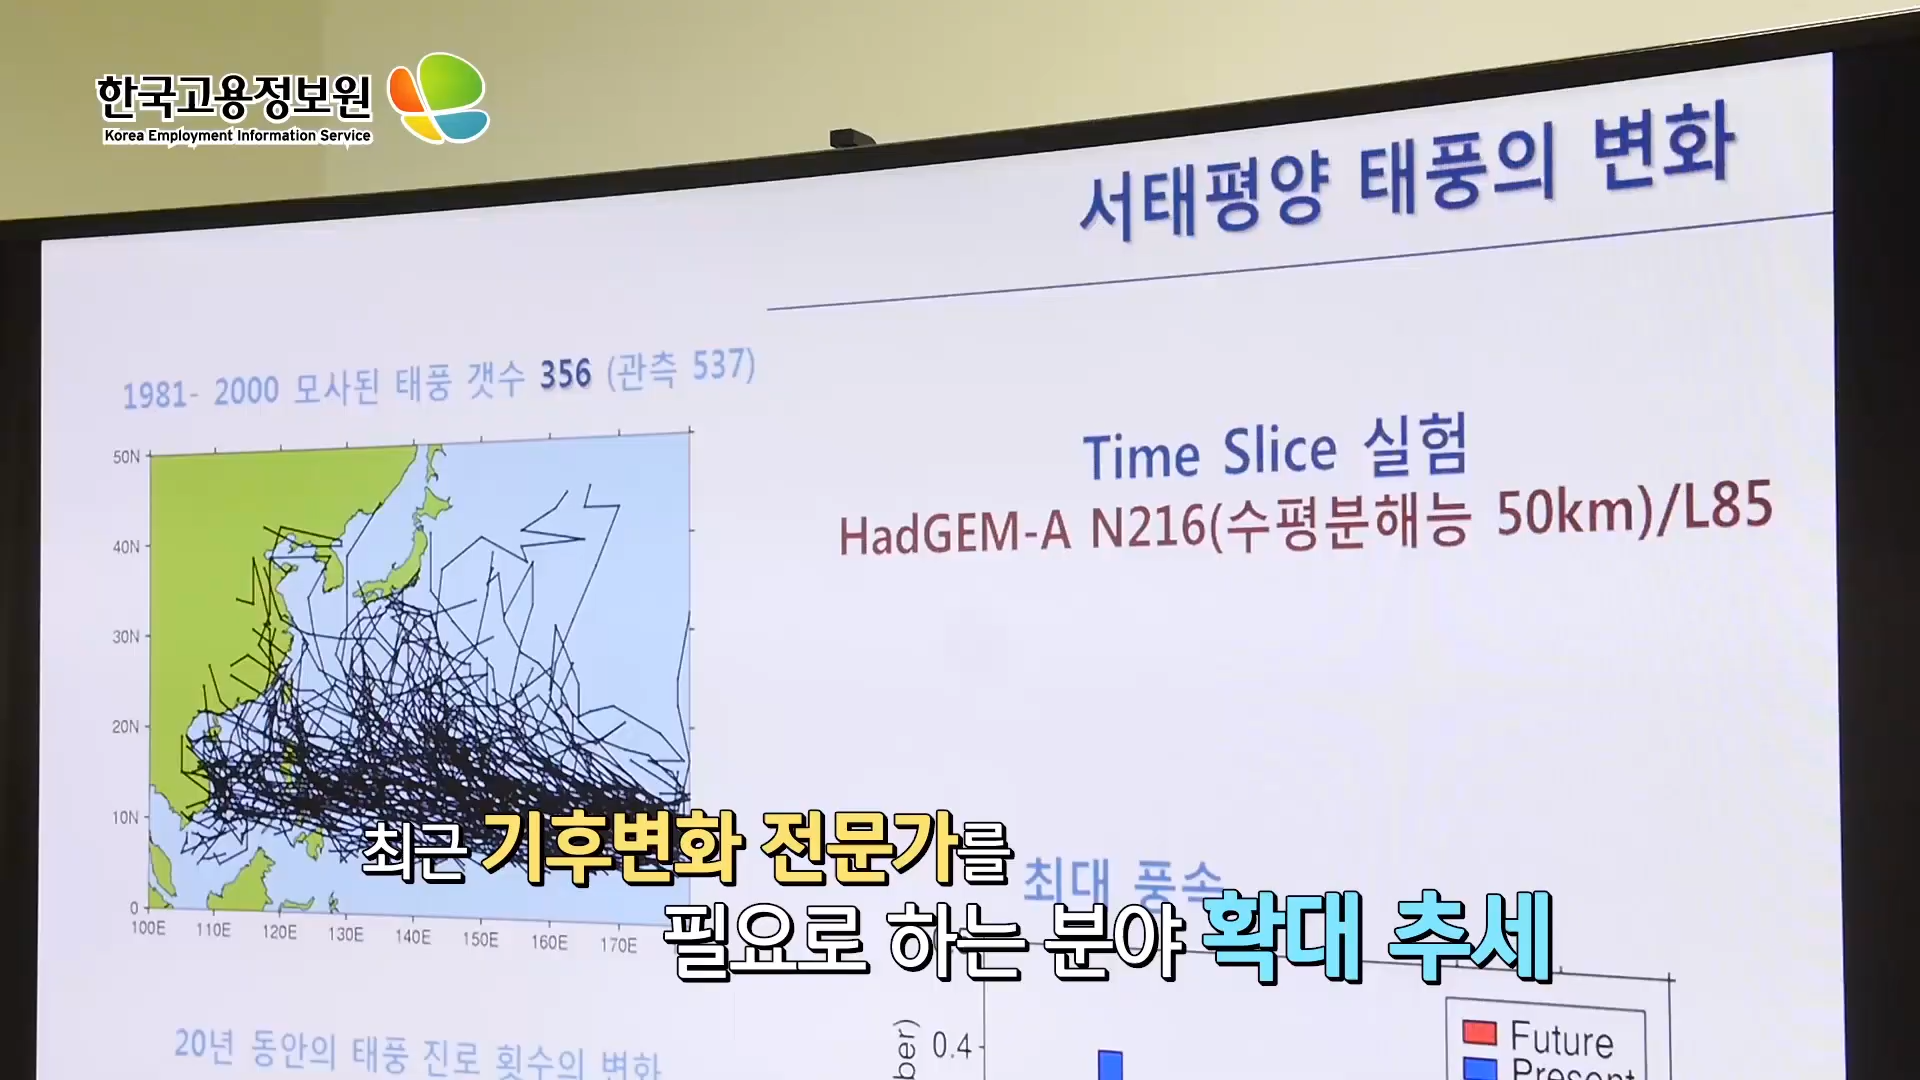 한국고용정보원
Korea Employment Information Service
서태평양 태풍의 변화
1981- 2000 모사된 태풍 갯수 356 (관측 537)
Time Slice 실험
HadGEM-A N216(수평분해능 50km)/L85
50N
40N
30N
20N
10N
0
100E 110E 120E 130E 140E 150E 160E 170E
최근 기후변화 전문가를
최대 풍속
필요로 하는 분야 확대 추세
20년 동안의 태풍 진로 횟수의 변화
0.4
Future
Present